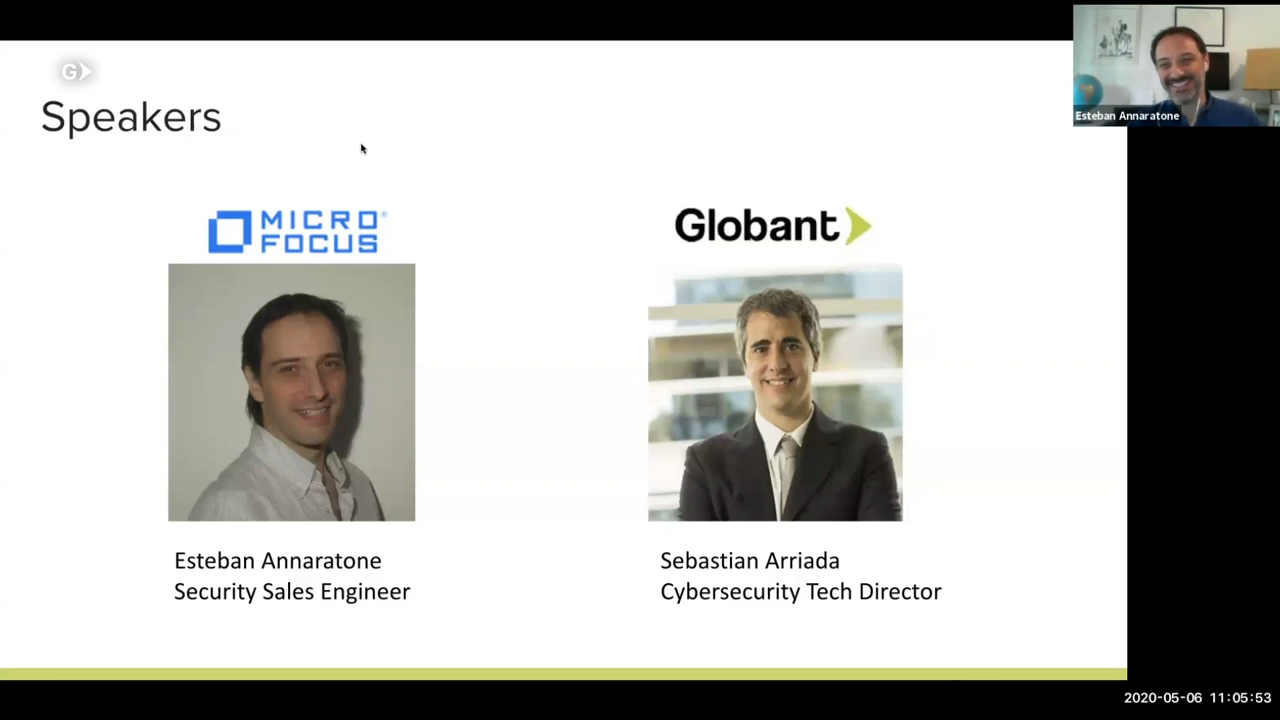 G
Speakers
Esteban Annaratone
MICRO
FOCUS®
Globant
Esteban Annaratone
Security Sales Engineer
Sebastian Arriada
Cybersecurity Tech Director
2020-05-06 11:05:53